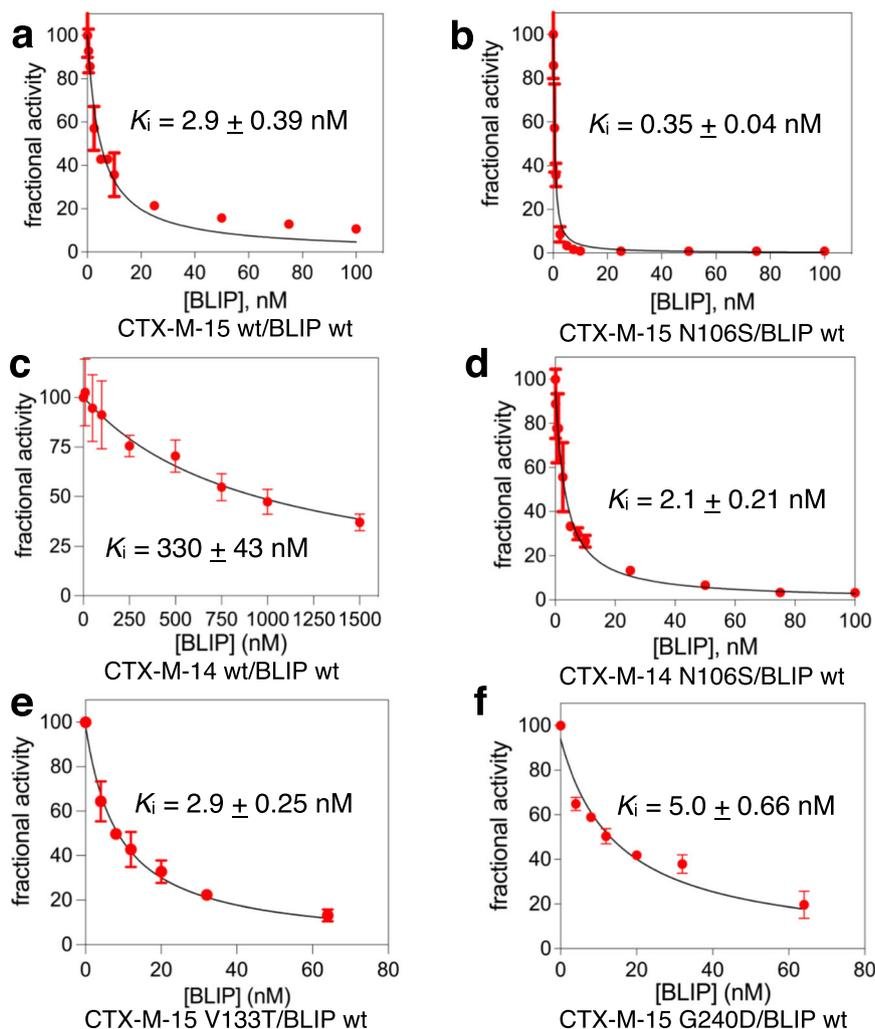 a
fractional activity
100
80
60
40
20
0
Ki = 2.9 ± 0.39 nM
0 20 40 60 80 100
[BLIP], nM
CTX-M-15 wt/BLIP wt
b
fractional activity
100
80
60
40
20
0
Ki = 0.35 ± 0.04 nM
0 20 40 60 80 100
[BLIP], nM
CTX-M-15 N106S/BLIP wt
c
fractional activity
100
75
50
25
0
Ki = 330 ± 43 nM
0 250 500 750 1000 1250 1500
[BLIP] (nM)
CTX-M-14 wt/BLIP wt
d
fractional activity
100
80
60
40
20
0
Ki = 2.1 ± 0.21 nM
0 20 40 60 80 100
[BLIP], nM
CTX-M-14 N106S/BLIP wt
e
fractional activity
100
80
60
40
20
0
Ki = 2.9 ± 0.25 nM
0 20 40 60 80
[BLIP] (nM)
CTX-M-15 V133T/BLIP wt
f
fractional activity
100
80
60
40
20
0
Ki = 5.0 ± 0.66 nM
0 20 40 60 80
[BLIP] (nM)
CTX-M-15 G240D/BLIP wt